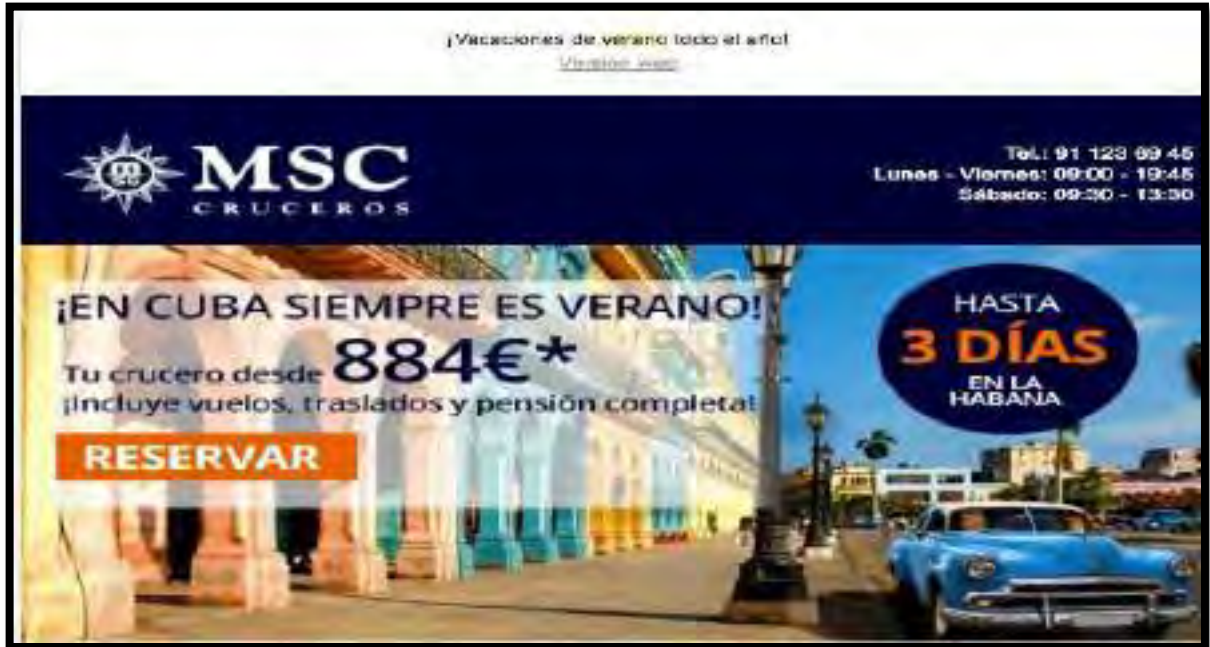 ¡Vacaciones de verano todo el año!
Versión web
MSC
CRUCEROS
Tel.: 91 123 69 45
Lunes - Viernes: 09:00 - 19:45
Sábado: 09:30 - 13:30
¡EN CUBA SIEMPRE ES VERANO!
Tu crucero desde 884€*
¡Incluye vuelos, traslados y pensión completa!
RESERVAR
HASTA
3 DÍAS
EN LA
HABANA